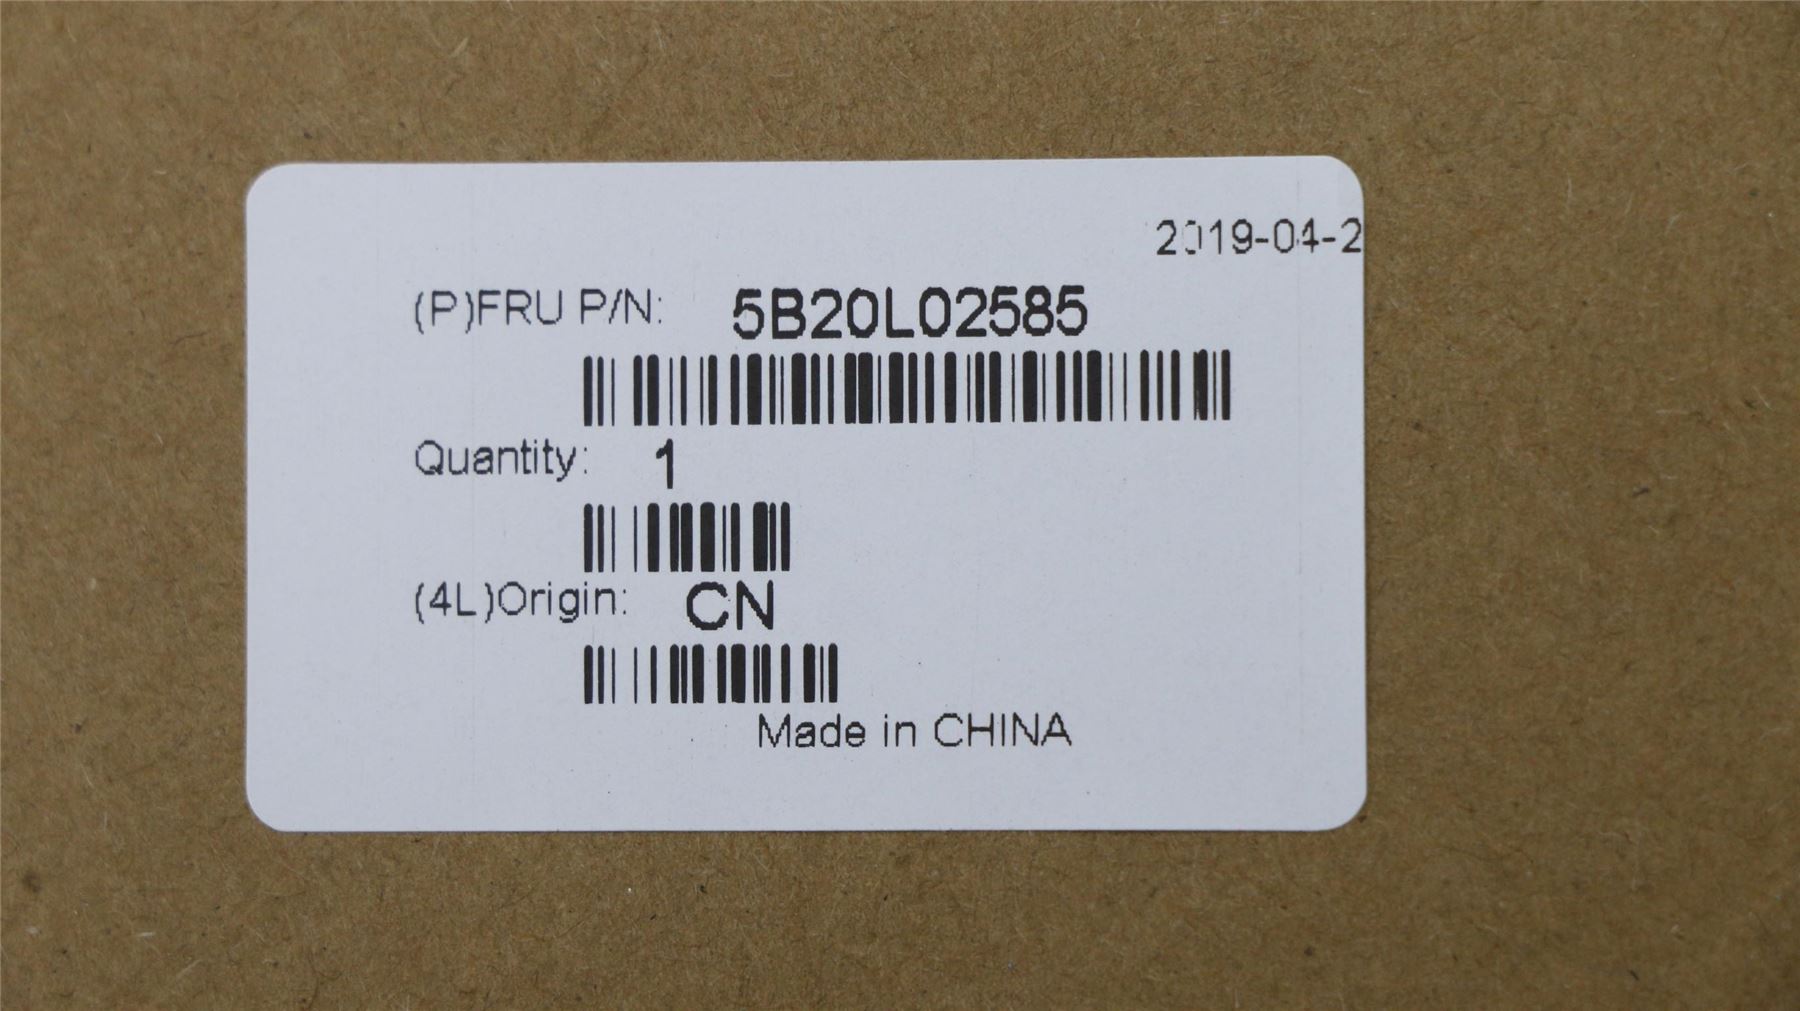 2019-04-2
(P)FRU P/N: 5B20L02585
Quantity: 1
(4L)Origin: CN
Made in CHINA